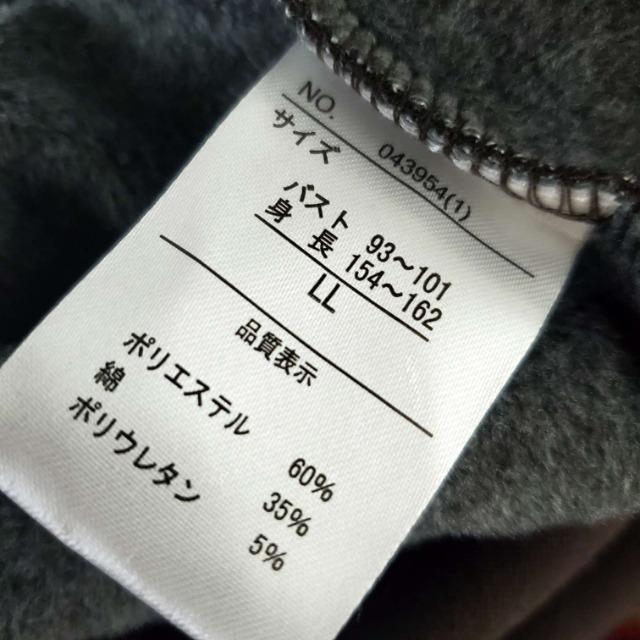 NO. 043954(1)
サイズ
バスト 93〜101
身長 154〜162
LL
品質表示
ポリエステル 60%
綿 35%
ポリウレタン 5%